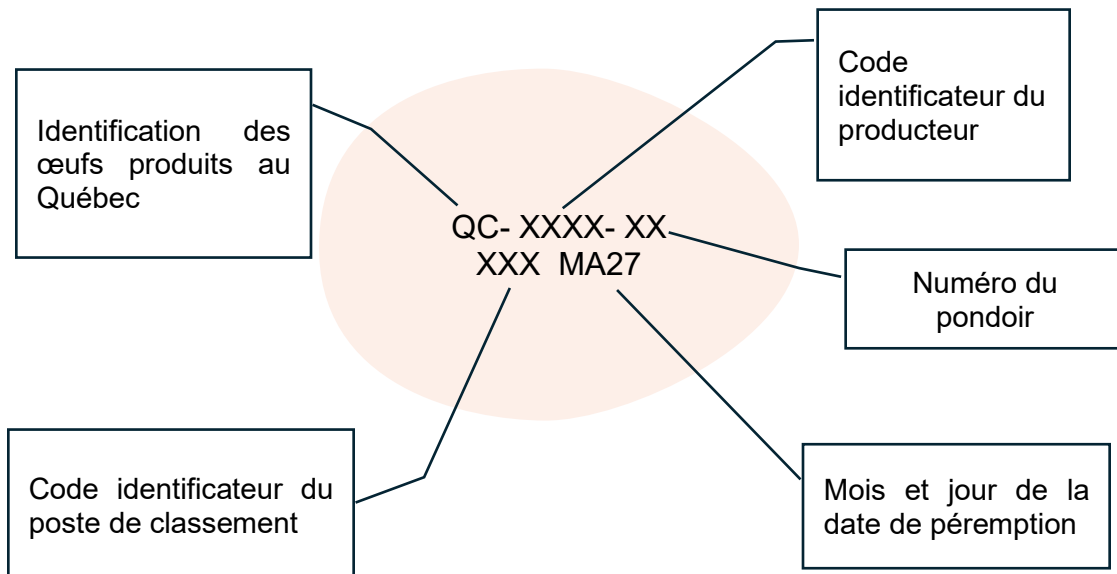 Code
identificateur du
producteur
Identification des
œufs produits au
Québec
QC- XXXX- XX
XXX MA27
Numéro du
pondoir
Code identificateur du
poste de classement
Mois et jour de la
date de péremption